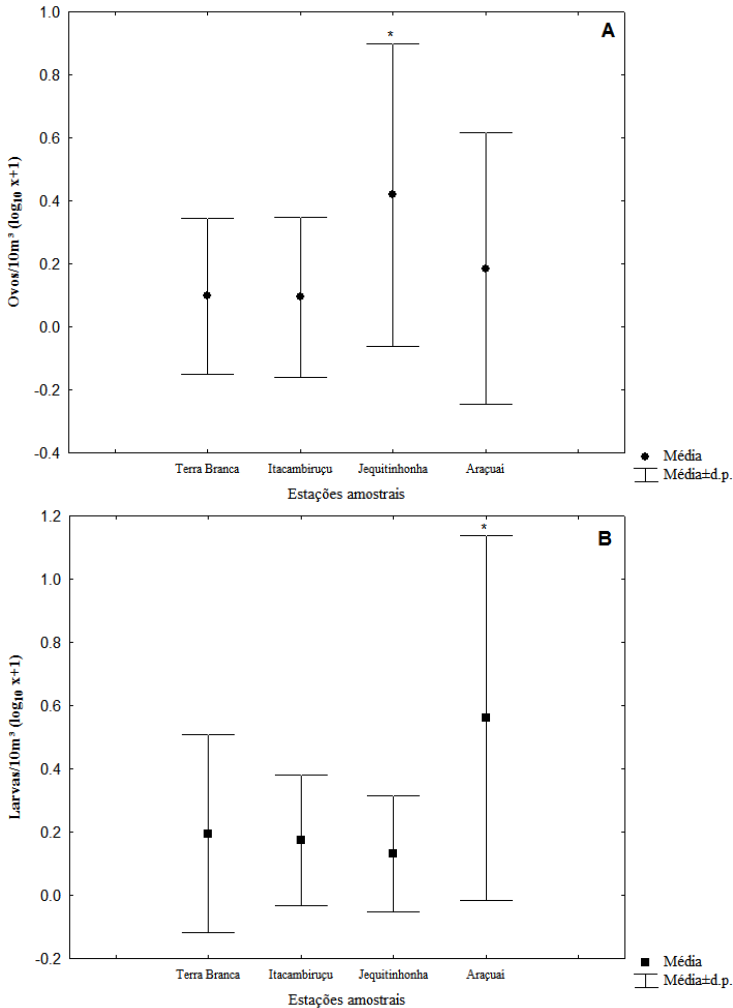 A
*
1.0
0.8
0.6
0.4
0.2
0.0
-0.2
-0.4
Ovos/10m³ (log₁₀ x+1)
Terra Branca Itacambiruçu Jequitinhonha Araçuai
Estações amostrais
Média
Média±d.p.
B
*
1.2
1.0
0.8
0.6
0.4
0.2
0.0
-0.2
Larvas/10m³ (log₁₀ x+1)
Terra Branca Itacambiruçu Jequitinhonha Araçuai
Estações amostrais
Média
Média±d.p.